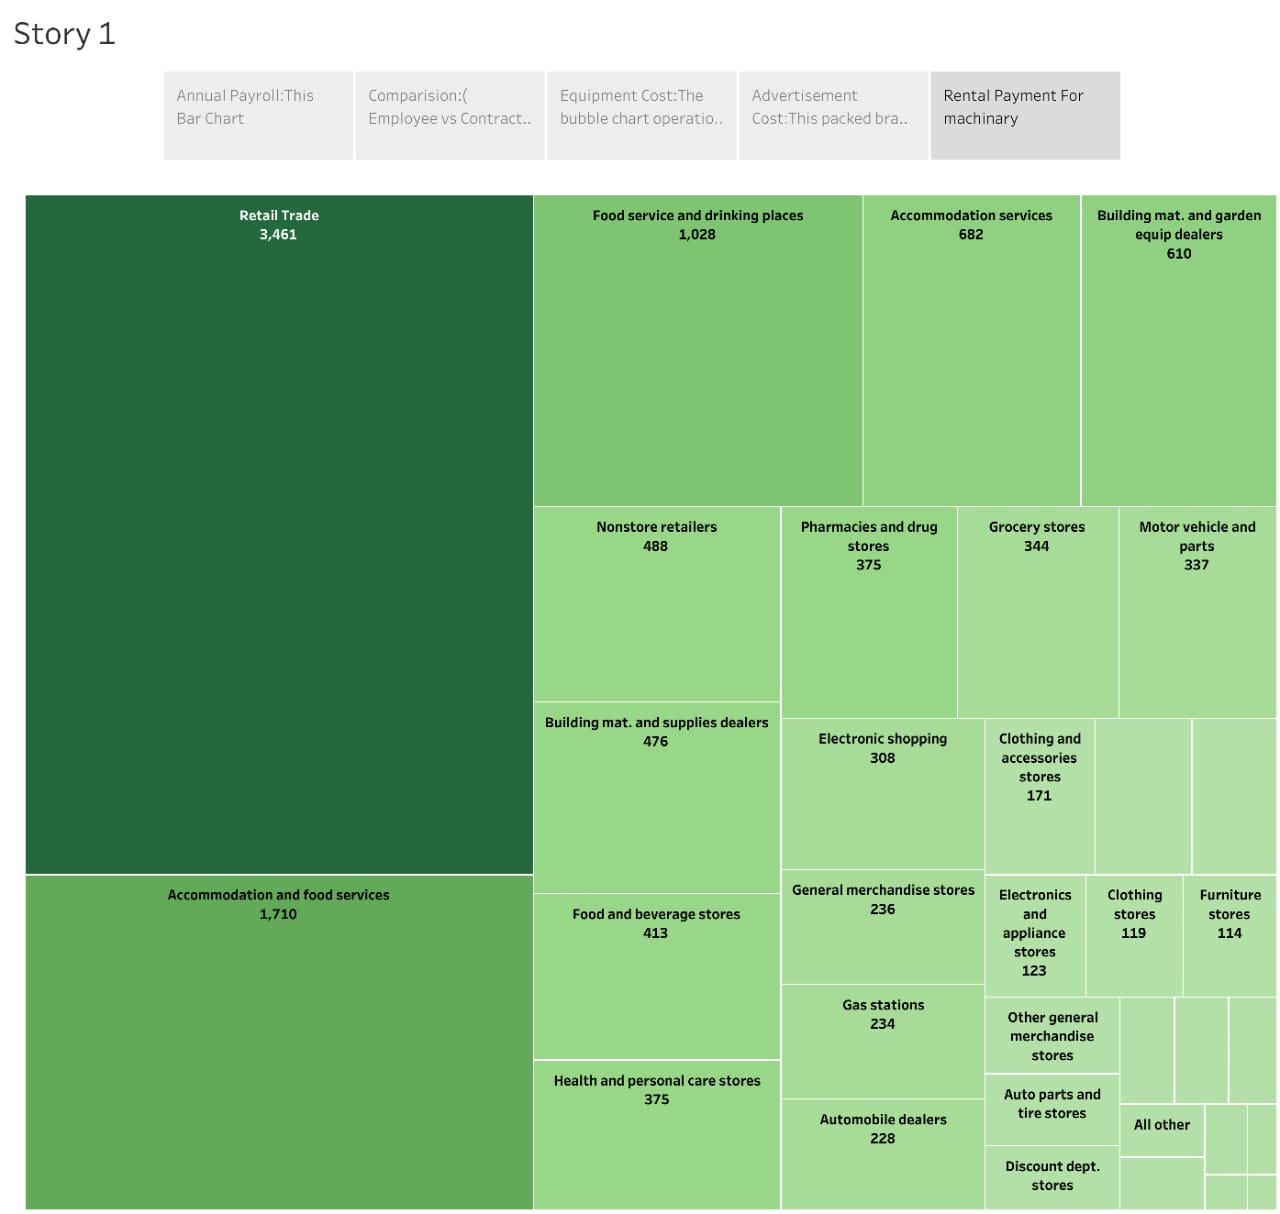 Story 1
Annual Payroll:This
Bar Chart
Comparision:(
Employee vs Contract..
Equipment Cost:The
bubble chart operatio..
Advertisement
Cost:This packed bra..
Rental Payment For
machinary
Retail Trade
3,461
Food service and drinking places
1,028
Accommodation services
682
Building mat. and garden
equip dealers
610
Nonstore retailers
488
Pharmacies and drug
stores
375
Grocery stores
344
Motor vehicle and
parts
337
Building mat. and supplies dealers
476
Electronic shopping
308
Clothing and
accessories
stores
171
Accommodation and food services
1,710
Food and beverage stores
413
General merchandise stores
236
Electronics
and
appliance
stores
123
Clothing
stores
119
Furniture
stores
114
Gas stations
234
Other general
merchandise
stores
Health and personal care stores
375
Auto parts and
tire stores
Automobile dealers
228
All other
Discount dept.
stores